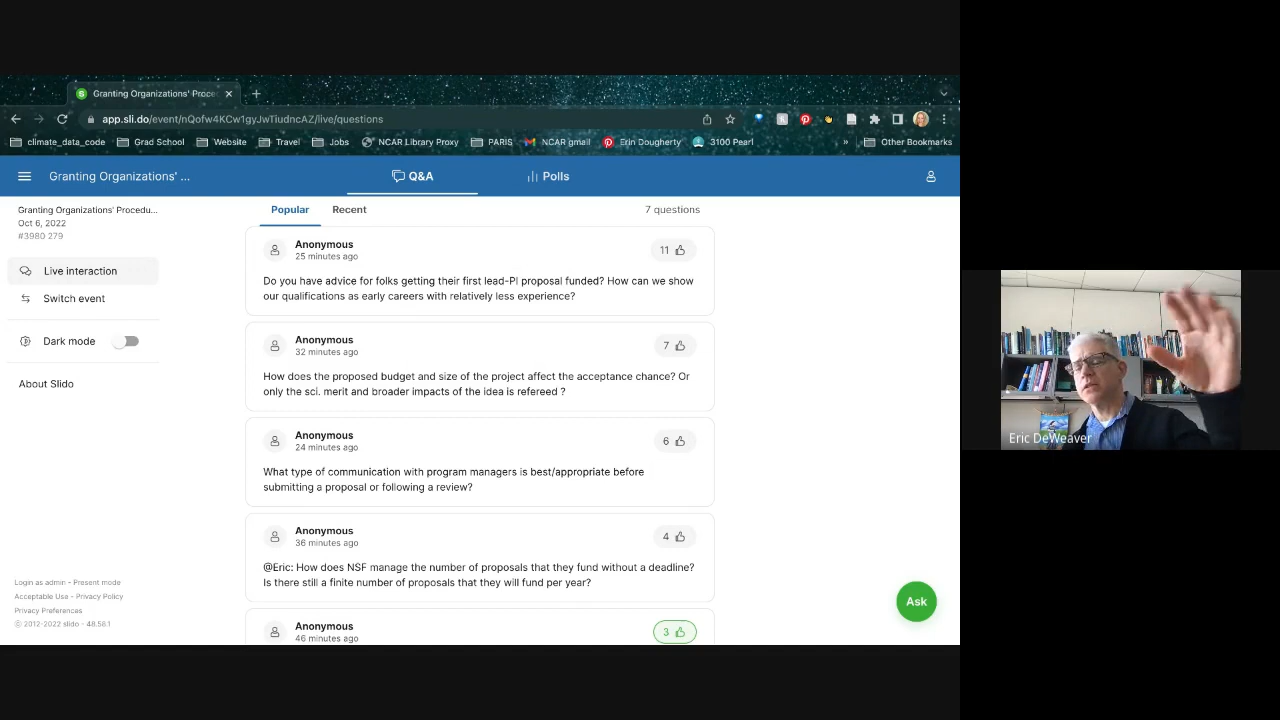 Granting Organizations' Proce
app.sli.do/event/nQofw4KCw1gyJwTiudncAZ/live/questions
climate_data_code Grad School Website Travel Jobs NCAR Library Proxy PARIS NCAR gmail Erin Dougherty 3100 Pearl » Other Bookmarks
Granting Organizations' ... Q&A Polls
Granting Organizations' Procedu...
Oct 6, 2022
#3980 279
Live interaction
Switch event
Dark mode
About Slido
Login as admin - Present mode
Acceptable Use - Privacy Policy
Privacy Preferences
© 2012-2022 slido - 48.58.1
Popular Recent 7 questions
Anonymous
25 minutes ago
11
Do you have advice for folks getting their first lead-PI proposal funded? How can we show
our qualifications as early careers with relatively less experience?
Anonymous
32 minutes ago
7
How does the proposed budget and size of the project affect the acceptance chance? Or
only the sci. merit and broader impacts of the idea is refereed ?
Anonymous
24 minutes ago
6
What type of communication with program managers is best/appropriate before
submitting a proposal or following a review?
Anonymous
36 minutes ago
4
@Eric: How does NSF manage the number of proposals that they fund without a deadline?
Is there still a finite number of proposals that they will fund per year?
Anonymous
46 minutes ago
3
Ask
Eric DeWeaver